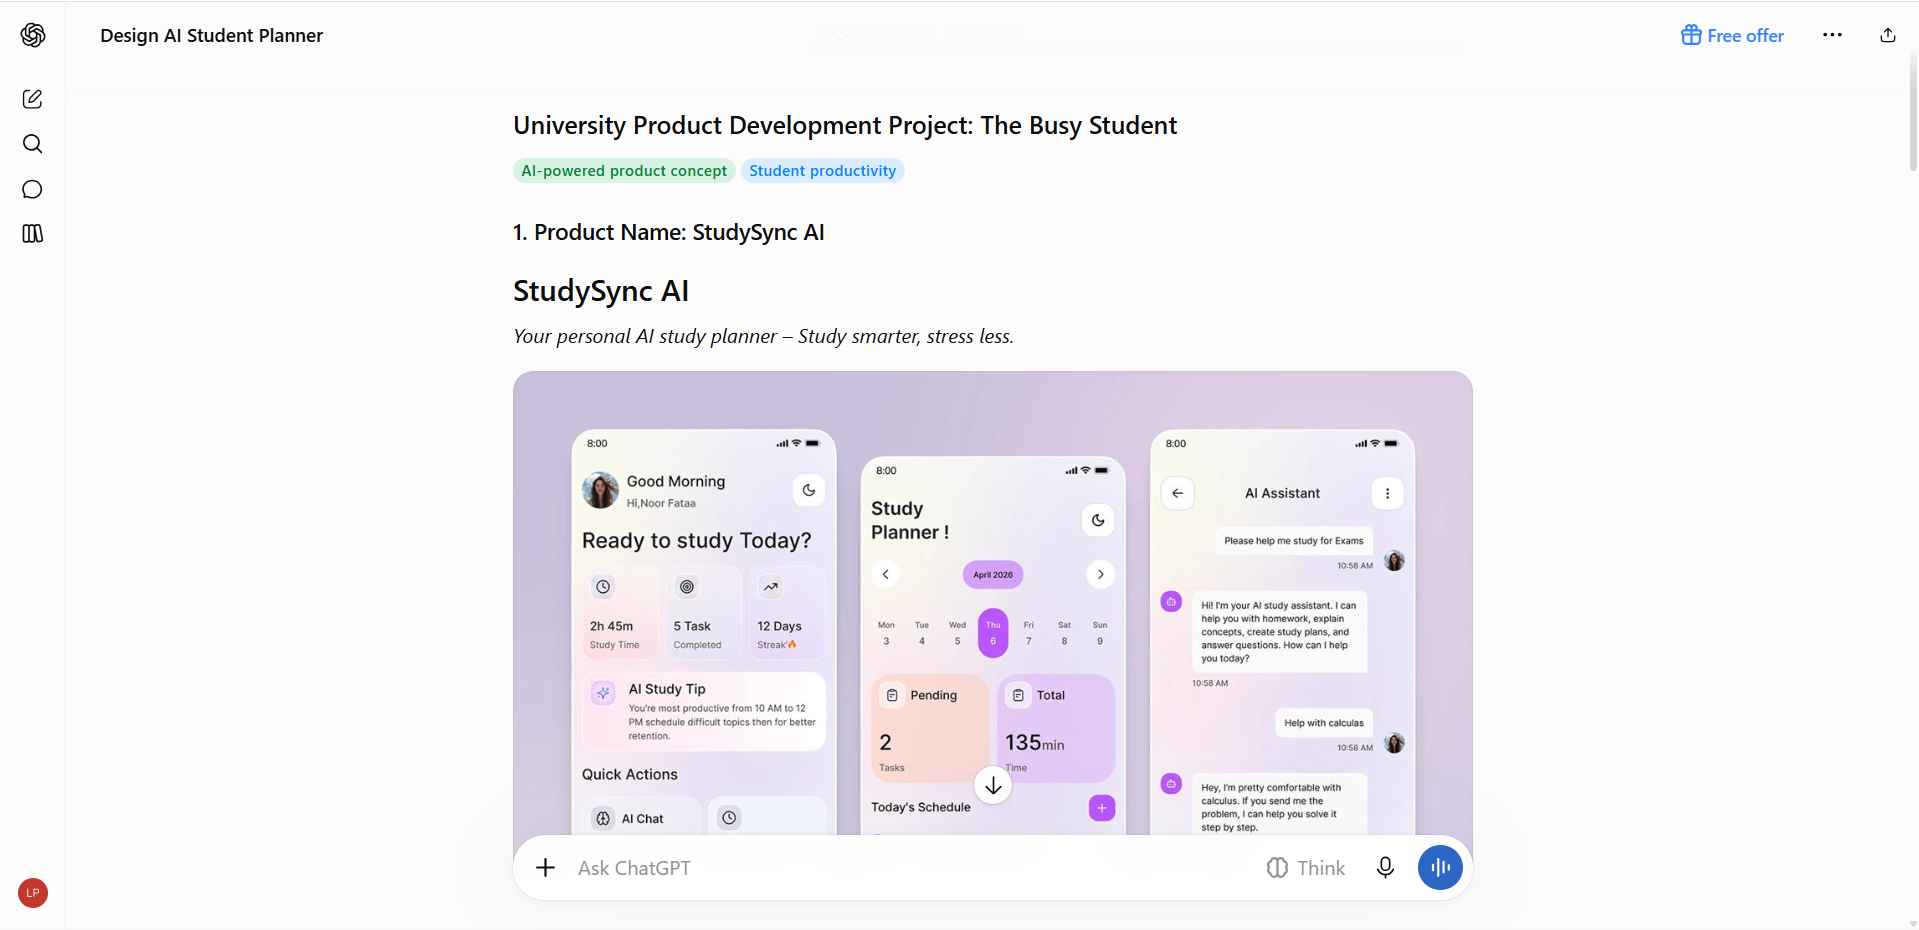 Design AI Student Planner
Free offer
University Product Development Project: The Busy Student
AI-powered product concept
Student productivity
1. Product Name: StudySync AI
StudySync AI
Your personal AI study planner – Study smarter, stress less.
8:00
Good Morning
Hi,Noor Fataa
Ready to study Today?
2h 45m
Study Time
5 Task
Completed
12 Days
Streak'🔥
AI Study Tip
You're most productive from 10 AM to 12
PM schedule difficult topics then for better
retention.
Quick Actions
AI Chat
8:00
Study
Planner !
April 2026
Mon Tue Wed Thu Fri Sat Sun
3 4 5 6 7 8 9
Pending
2
Tasks
Total
135min
Time
Today's Schedule
8:00
AI Assistant
Please help me study for Exams
10:58 AM
Hi! I'm your AI study assistant. I can
help you with homework, explain
concepts, create study plans, and
answer questions. How can I help
you today?
10:58 AM
Help with calculas
10:58 AM
Hey, I'm pretty comfortable with
calculus. If you send me the
problem, I can help you solve it
step by step.
Ask ChatGPT
Think
LP